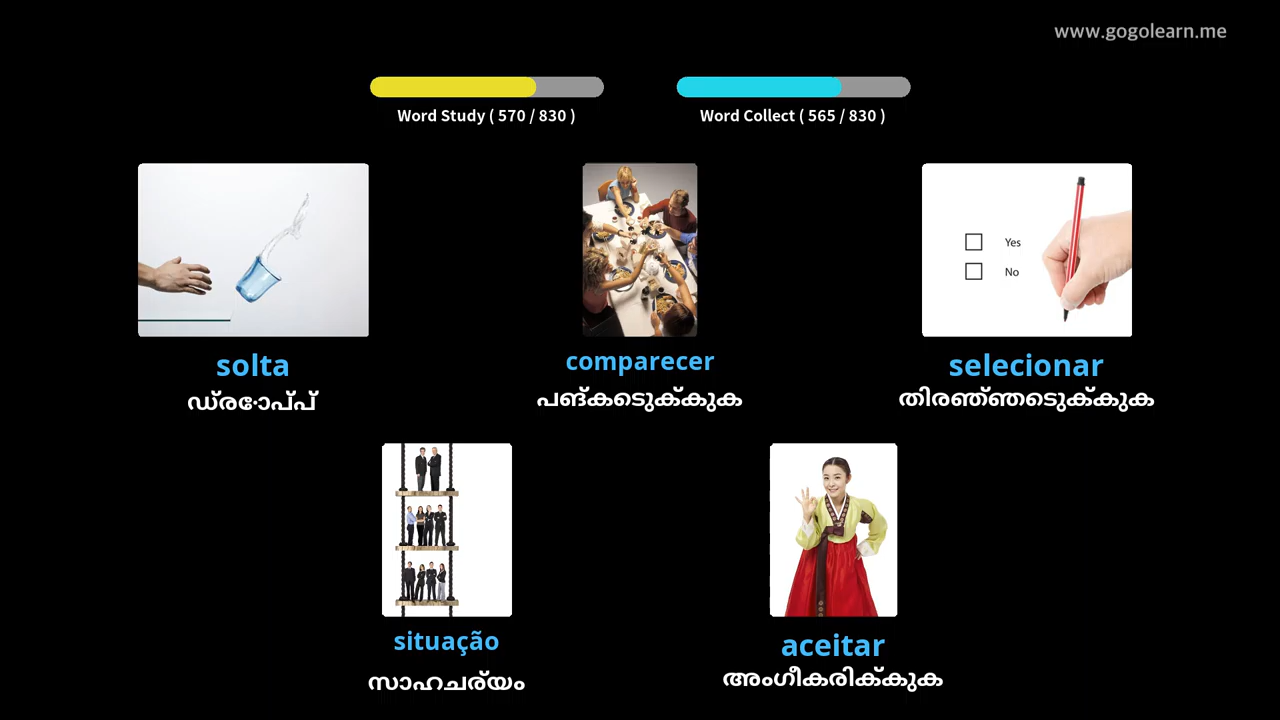 www.gogolearn.me
Word Study ( 570 / 830 )
Word Collect ( 565 / 830 )
Yes
No
solta
ഡ്രോപ്പ്
comparecer
പങ്കെടുക്കുക
selecionar
തിരഞ്ഞെടുക്കുക
situação
സാഹചര്യം
aceitar
അംഗീകരിക്കുക